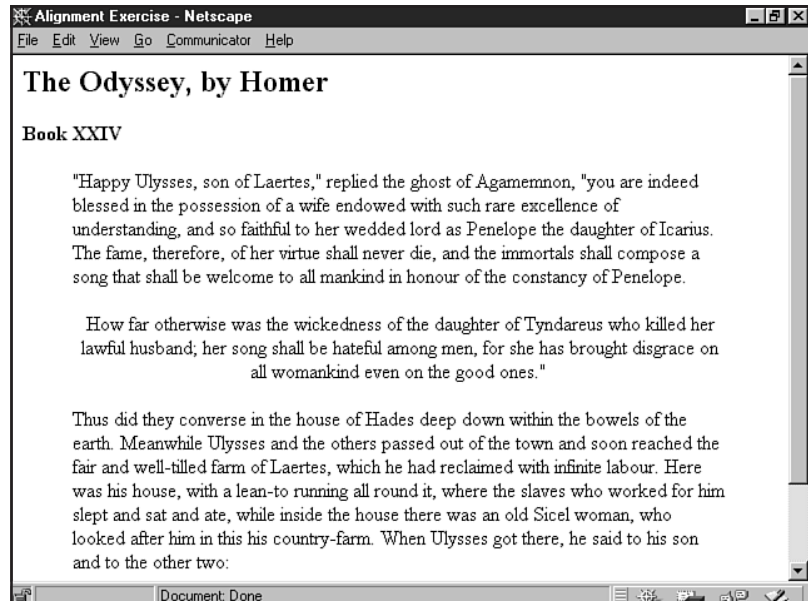 Alignment Exercise - Netscape
File Edit View Go Communicator Help
The Odyssey, by Homer
Book XXIV
"Happy Ulysses, son of Laertes," replied the ghost of Agamemnon, "you are indeed
blessed in the possession of a wife endowed with such rare excellence of
understanding, and so faithful to her wedded lord as Penelope the daughter of Icarius.
The fame, therefore, of her virtue shall never die, and the immortals shall compose a
song that shall be welcome to all mankind in honour of the constancy of Penelope.
How far otherwise was the wickedness of the daughter of Tyndareus who killed her
lawful husband; her song shall be hateful among men, for she has brought disgrace on
all womankind even on the good ones."
Thus did they converse in the house of Hades deep down within the bowels of the
earth. Meanwhile Ulysses and the others passed out of the town and soon reached the
fair and well-tilled farm of Laertes, which he had reclaimed with infinite labour. Here
was his house, with a lean-to running all round it, where the slaves who worked for him
slept and sat and ate, while inside the house there was an old Sicel woman, who
looked after him in this his country-farm. When Ulysses got there, he said to his son
and to the other two:
Document: Done